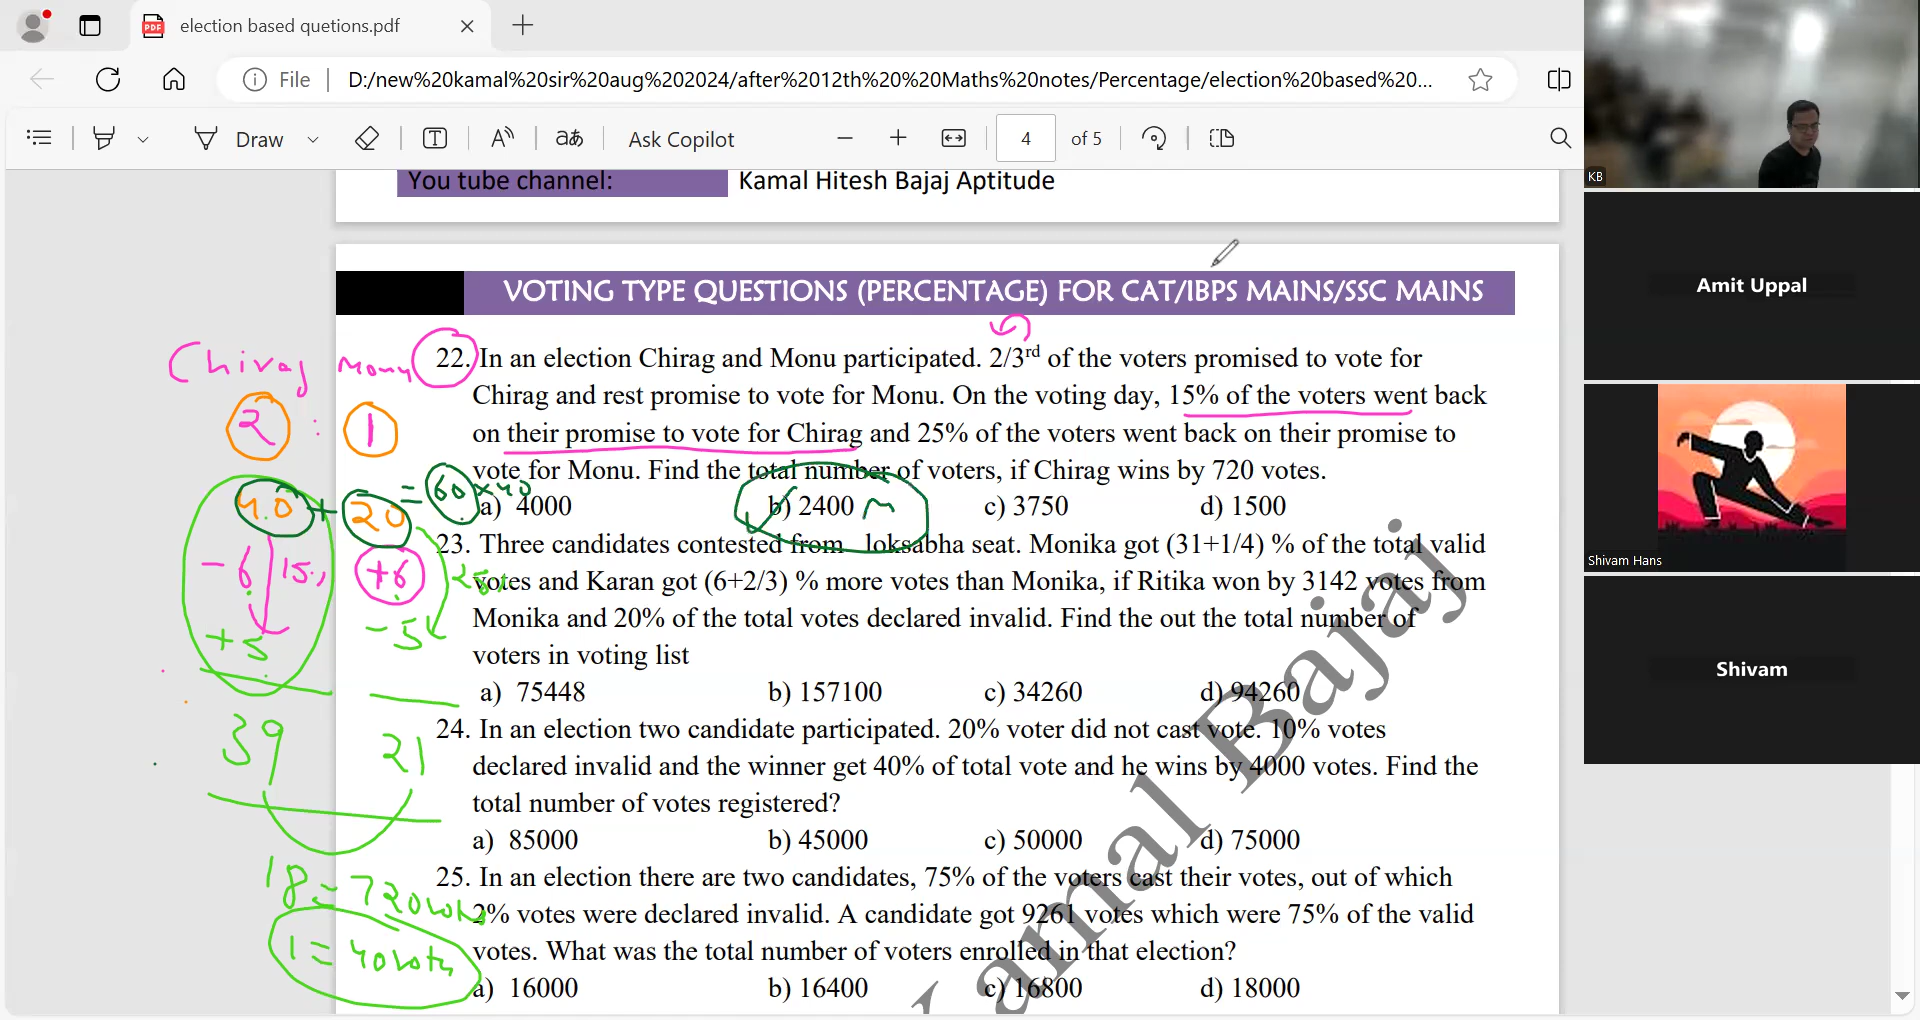 election based quetions.pdf
File
D:/new%20kamal%20sir%20aug%202024/after%2012th%20%20Maths%20notes/Percentage/election%20based%20...
Draw
Ask Copilot
4 of 5
You tube channel: Kamal Hitesh Bajaj Aptitude
VOTING TYPE QUESTIONS (PERCENTAGE) FOR CAT/IBPS MAINS/SSC MAINS
22. In an election Chirag and Monu participated. 2/3rd of the voters promised to vote for
Chirag and rest promise to vote for Monu. On the voting day, 15% of the voters went back
on their promise to vote for Chirag and 25% of the voters went back on their promise to
vote for Monu. Find the total number of voters, if Chirag wins by 720 votes.
a) 4000 b) 2400 c) 3750 d) 1500
23. Three candidates contested from loksabha seat. Monika got (31+1/4) % of the total valid
votes and Karan got (6+2/3) % more votes than Monika, if Ritika won by 3142 votes from
Monika and 20% of the total votes declared invalid. Find the out the total number of
voters in voting list
a) 75448 b) 157100 c) 34260 d) 94260
24. In an election two candidate participated. 20% voter did not cast vote. 10% votes
declared invalid and the winner get 40% of total vote and he wins by 4000 votes. Find the
total number of votes registered?
a) 85000 b) 45000 c) 50000 d) 75000
25. In an election there are two candidates, 75% of the voters cast their votes, out of which
2% votes were declared invalid. A candidate got 9261 votes which were 75% of the valid
votes. What was the total number of voters enrolled in that election?
a) 16000 b) 16400 c) 16800 d) 18000
Kamal Bajaj
Chirag Monu
2 : 1
40 + 20 = 60 × 40
- 6 15% +6 25%
+ 5 - 5
39 21
18 = 720
1 = 40
KB
Amit Uppal
Shivam Hans
Shivam